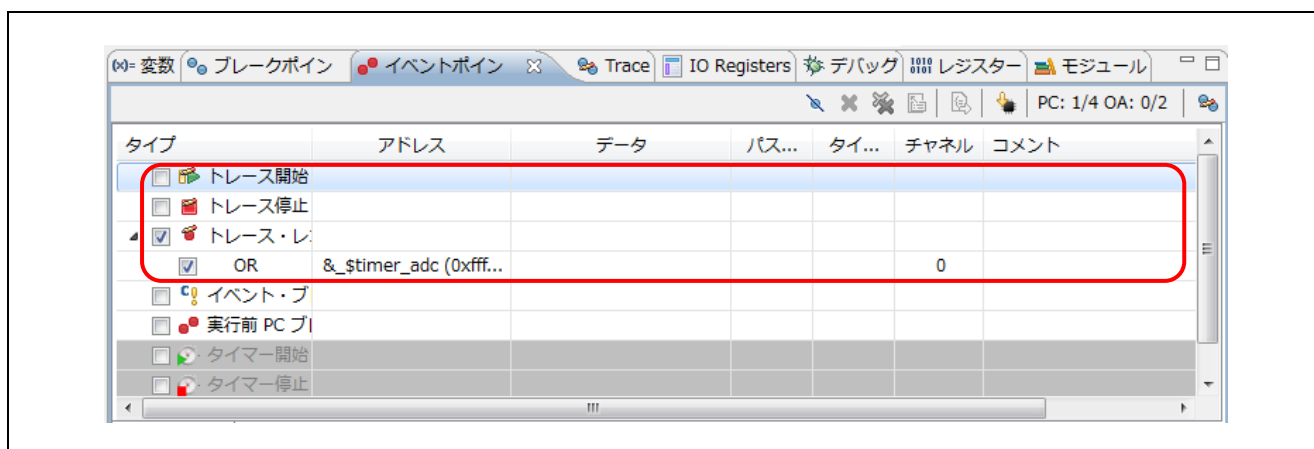 (x)= 変数 ブレークポイン イベントポイン Trace IO Registers デバッグ レジスター モジュール
PC: 1/4 OA: 0/2
タイプ アドレス データ パス... タイ... チャネル コメント
トレース開始
トレース停止
トレース・レ
OR &_$timer_adc (0xfff... 0
イベント・ブ
実行前 PC ブ
タイマー開始
タイマー停止